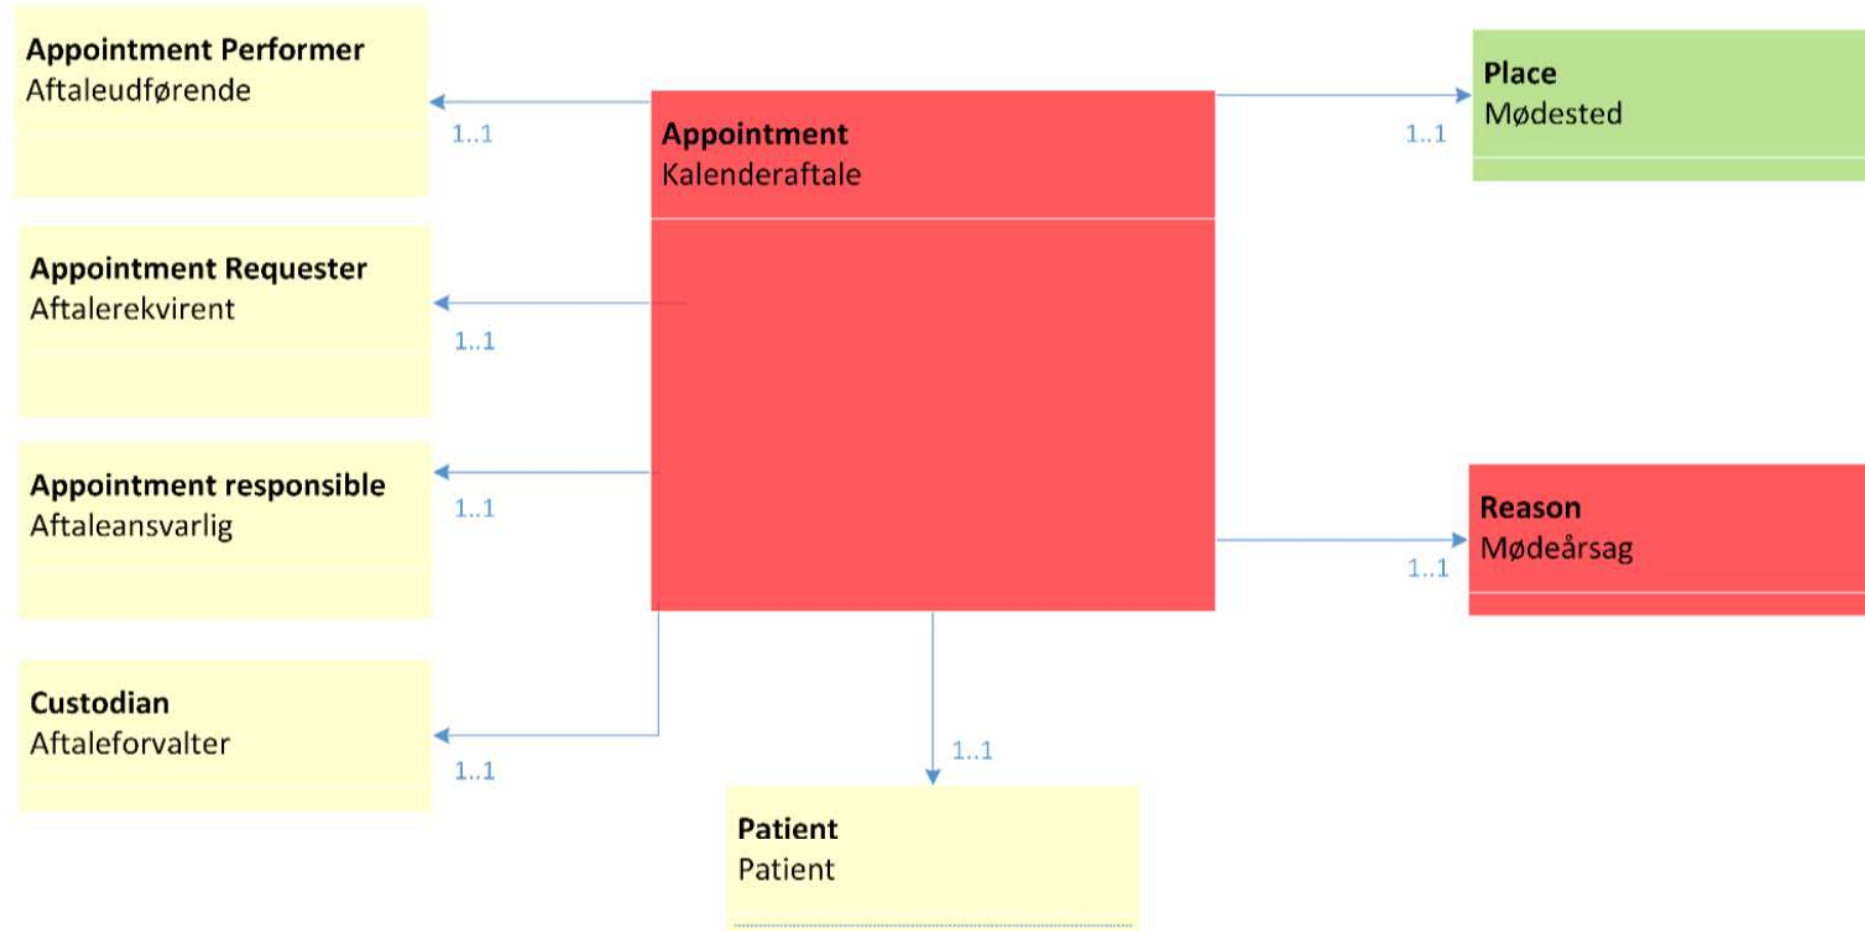 Appointment Performer
Aftaleudførende
1..1
Appointment Requester
Aftalerekvirent
1..1
Appointment responsible
Aftaleansvarlig
1..1
Custodian
Aftaleforvalter
1..1
Appointment
Kalenderaftale
1..1
Patient
Patient
Place
Mødested
1..1
Reason
Mødeårsag
1..1